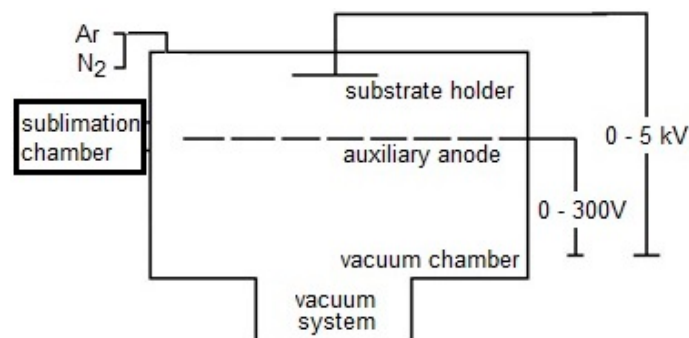 Ar
N₂
substrate holder
sublimation
chamber
auxiliary anode
0 - 5 kV
0 - 300V
vacuum chamber
vacuum
system